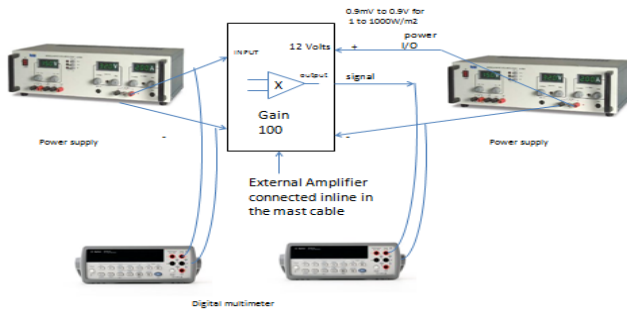 0.9mV to 0.9V for
1 to 1000W/m2
power
I/O
INPUT
12 Volts
+
output
signal
X
Gain
100
-
-
Power supply
Power supply
External Amplifier
connected inline in
the mast cable
Digital multimeter